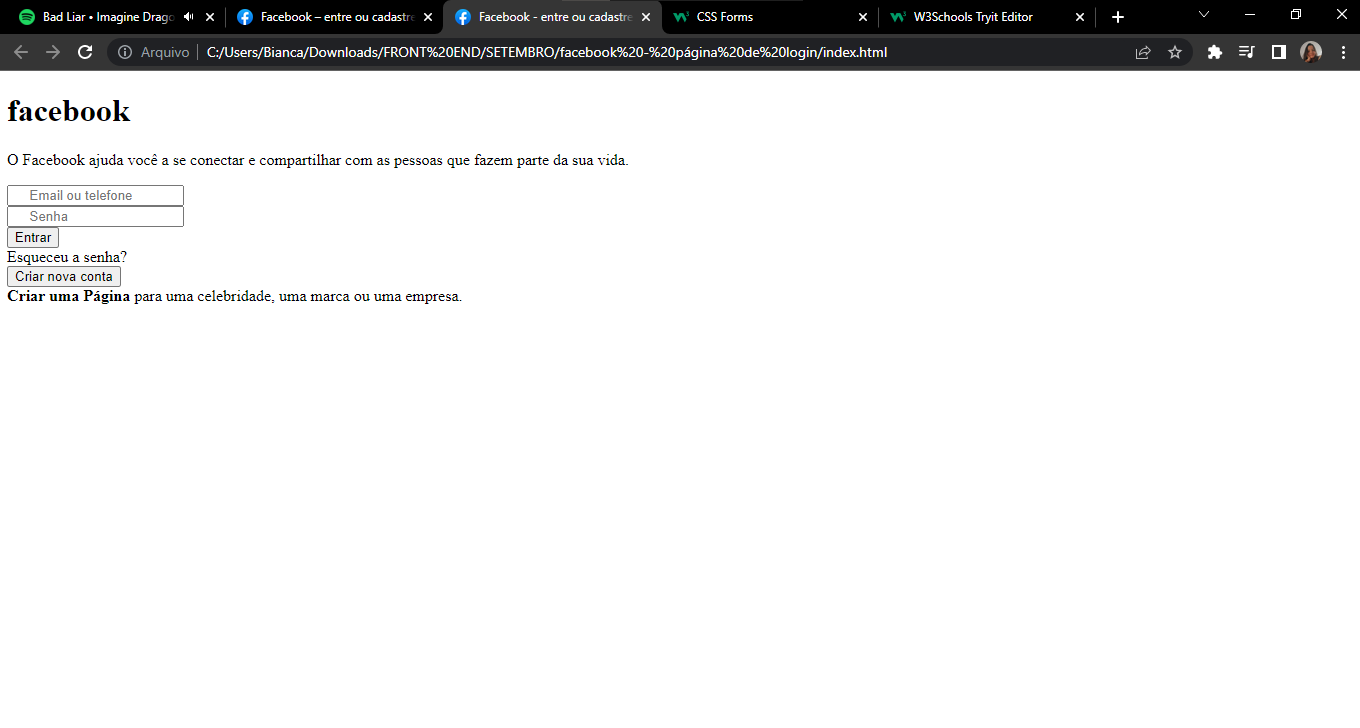 Bad Liar • Imagine Drago
Facebook – entre ou cadastre
Facebook - entre ou cadastre
CSS Forms
W3Schools Tryit Editor
Arquivo
C:/Users/Bianca/Downloads/FRONT%20END/SETEMBRO/facebook%20-%20página%20de%20login/index.html
facebook
O Facebook ajuda você a se conectar e compartilhar com as pessoas que fazem parte da sua vida.
Email ou telefone
Senha
Entrar
Esqueceu a senha?
Criar nova conta
Criar uma Página para uma celebridade, uma marca ou uma empresa.